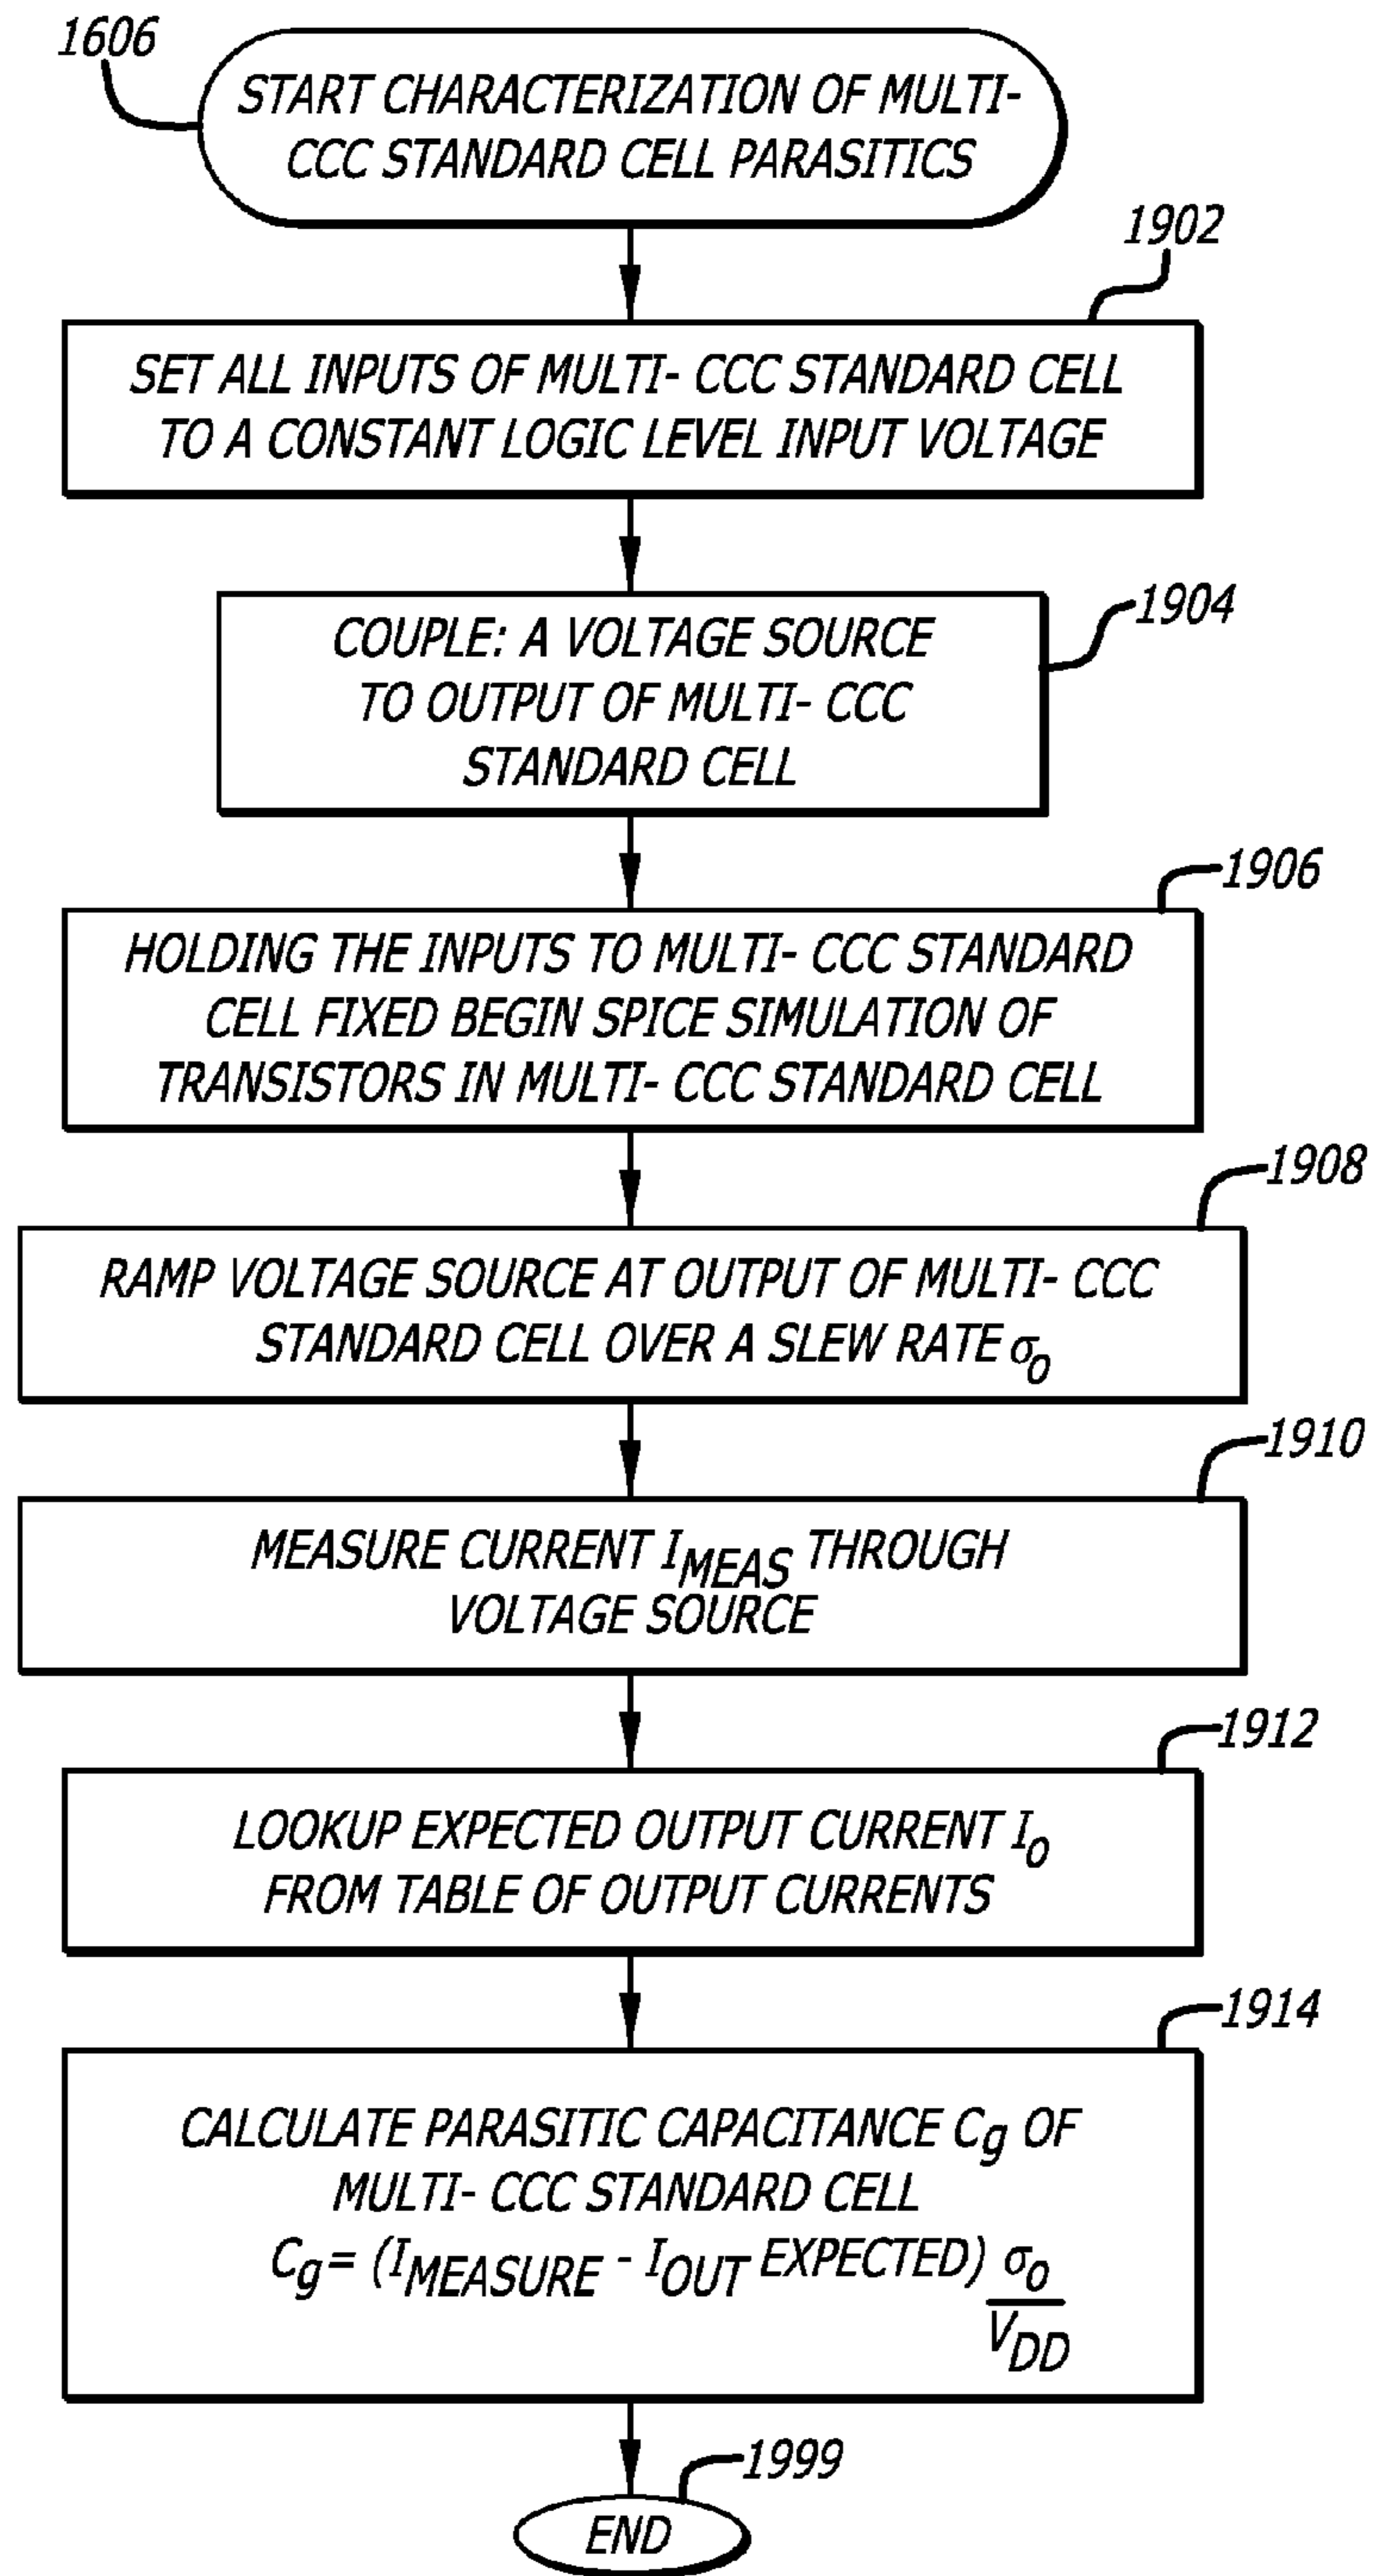 1606
START CHARACTERIZATION OF MULTI-
CCC STANDARD CELL PARASITICS
1902
SET ALL INPUTS OF MULTI- CCC STANDARD CELL
TO A CONSTANT LOGIC LEVEL INPUT VOLTAGE
1904
COUPLE: A VOLTAGE SOURCE
TO OUTPUT OF MULTI- CCC
STANDARD CELL
1906
HOLDING THE INPUTS TO MULTI- CCC STANDARD
CELL FIXED BEGIN SPICE SIMULATION OF
TRANSISTORS IN MULTI- CCC STANDARD CELL
1908
RAMP VOLTAGE SOURCE AT OUTPUT OF MULTI- CCC
STANDARD CELL OVER A SLEW RATE σo
1910
MEASURE CURRENT IMEAS THROUGH
VOLTAGE SOURCE
1912
LOOKUP EXPECTED OUTPUT CURRENT Io
FROM TABLE OF OUTPUT CURRENTS
1914
CALCULATE PARASITIC CAPACITANCE Cg OF
MULTI- CCC STANDARD CELL
Cg = (IMEASURE - IOUT EXPECTED) σo
VDD
1999
END